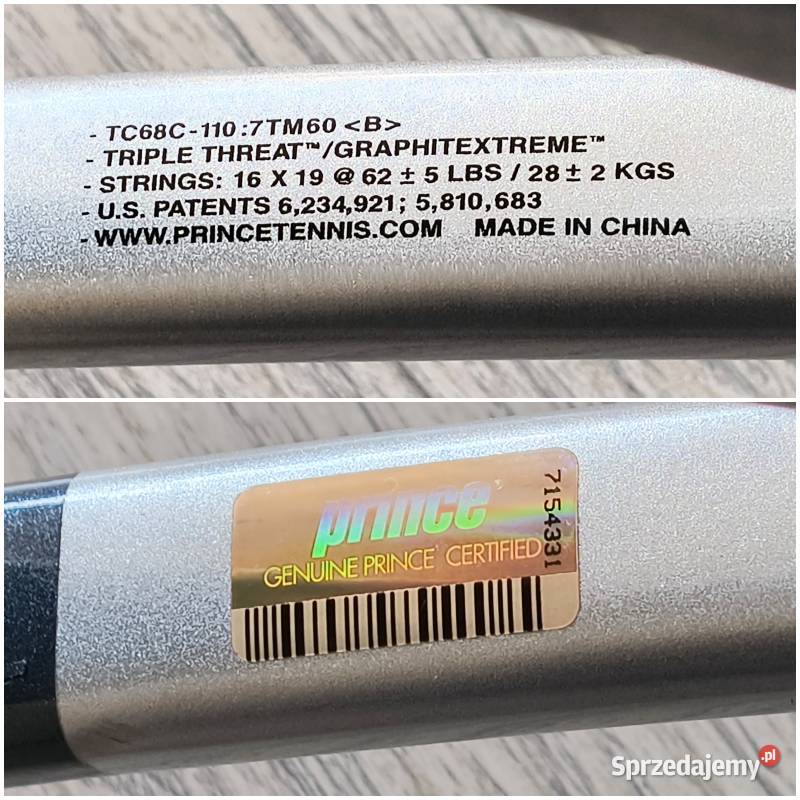 - TC68C-110:7TM60 <B>
- TRIPLE THREAT™/GRAPHITEXTREME™
- STRINGS: 16 X 19 @ 62 ± 5 LBS / 28 ± 2 KGS
- U.S. PATENTS 6,234,921; 5,810,683
- WWW.PRINCETENNIS.COM MADE IN CHINA
prince
GENUINE PRINCE CERTIFIED
7154331
Sprzedajemy.pl